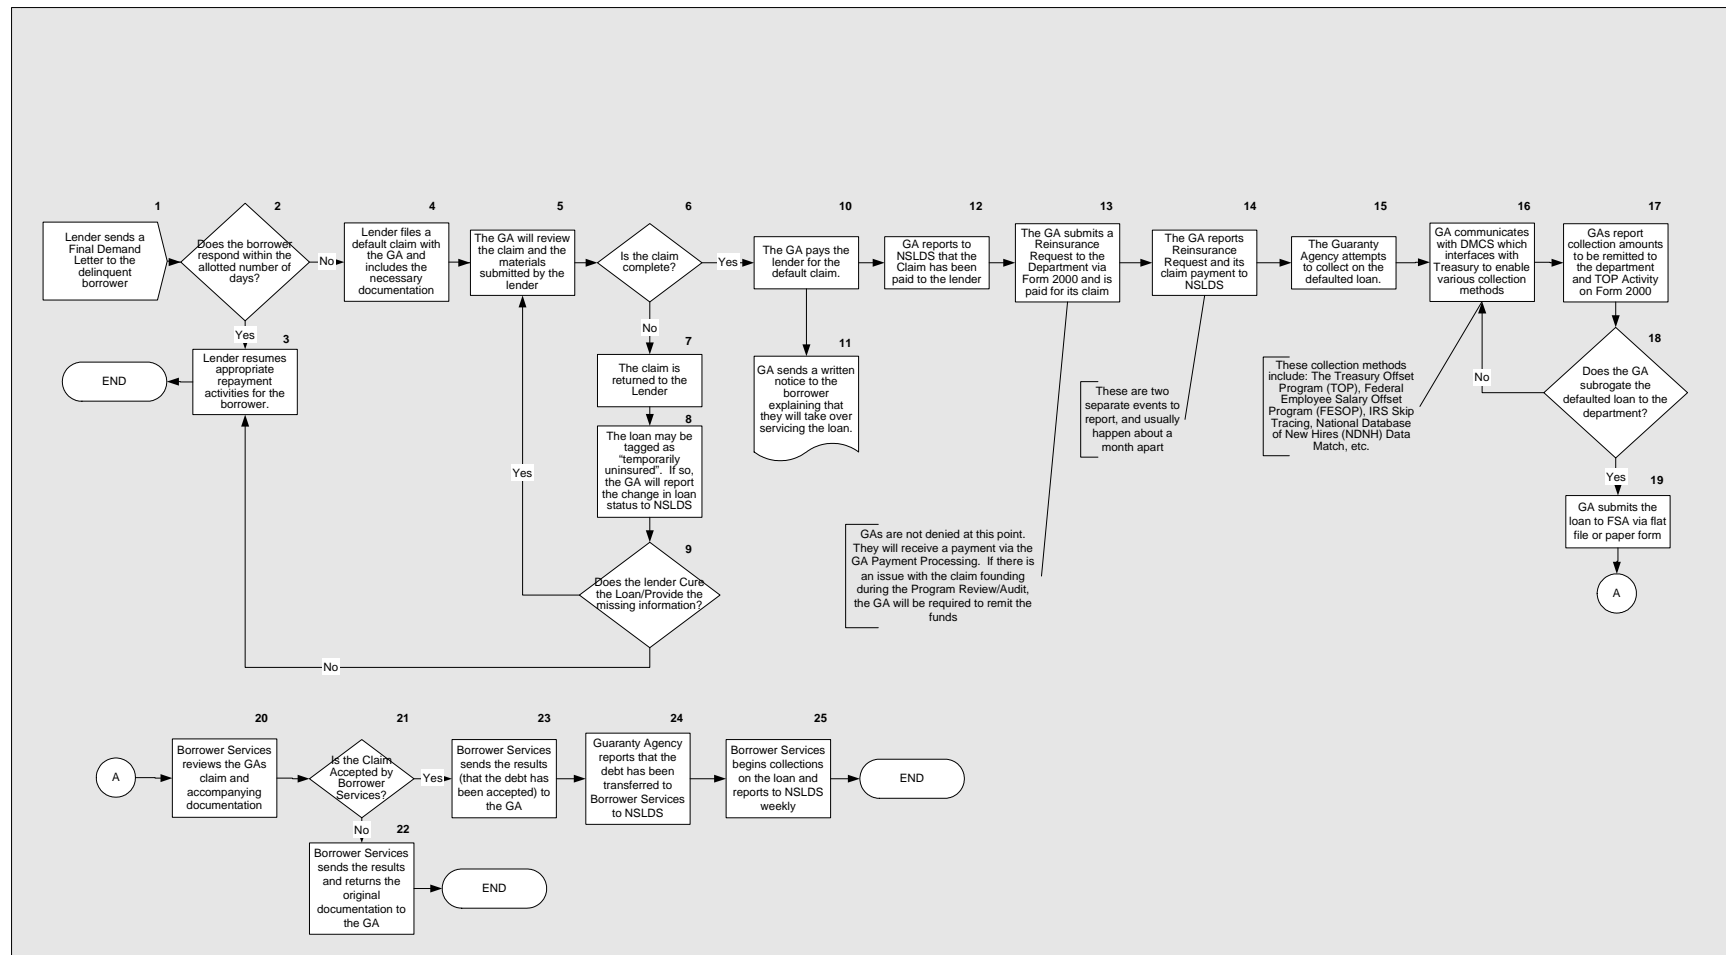 1
Lender sends a
Final Demand
Letter to the
delinquent
borrower
2
Does the borrower
respond within the
allotted number of
days?
No
Yes
3
Lender resumes
appropriate
repayment
activities for the
borrower.
END
4
Lender files a
default claim with
the GA and
includes the
necessary
documentation
5
The GA will review
the claim and the
materials
submitted by the
lender
6
Is the claim
complete?
Yes
No
7
The claim is
returned to the
Lender
8
The loan may be
tagged as
“temporarily
uninsured”. If so,
the GA will report
the change in loan
status to NSLDS
9
Does the lender Cure
the Loan/Provide the
missing information?
Yes
No
10
The GA pays the
lender for the
default claim.
11
GA sends a written
notice to the
borrower
explaining that
they will take over
servicing the loan.
12
GA reports to
NSLDS that the
Claim has been
paid to the lender
13
The GA submits a
Reinsurance
Request to the
Department via
Form 2000 and is
paid for its claim
GAs are not denied at this point.
They will receive a payment via the
GA Payment Processing. If there is
an issue with the claim founding
during the Program Review/Audit,
the GA will be required to remit the
funds
14
The GA reports
Reinsurance
Request and its
claim payment to
NSLDS
These are two
separate events to
report, and usually
happen about a
month apart
15
The Guaranty
Agency attempts
to collect on the
defaulted loan.
16
GA communicates
with DMCS which
interfaces with
Treasury to enable
various collection
methods
These collection methods
include: The Treasury Offset
Program (TOP), Federal
Employee Salary Offset
Program (FESOP), IRS Skip
Tracing, National Database
of New Hires (NDNH) Data
Match, etc.
17
GAs report
collection amounts
to be remitted to
the department
and TOP Activity
on Form 2000
18
Does the GA
subrogate the
defaulted loan to the
department?
No
Yes
19
GA submits the
loan to FSA via flat
file or paper form
A
A
20
Borrower Services
reviews the GAs
claim and
accompanying
documentation
21
Is the Claim
Accepted by
Borrower
Services?
Yes
No
22
Borrower Services
sends the results
and returns the
original
documentation to
the GA
END
23
Borrower Services
sends the results
(that the debt has
been accepted) to
the GA
24
Guaranty Agency
reports that the
debt has been
transferred to
Borrower Services
to NSLDS
25
Borrower Services
begins collections
on the loan and
reports to NSLDS
weekly
END